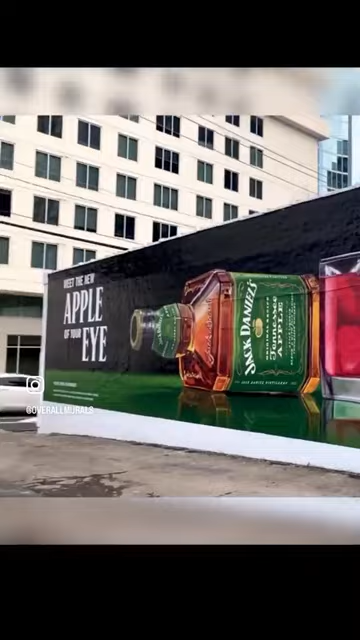 MEET THE NEW
APPLE
OF YOUR
EYE
JACK DANIEL'S
Tennessee
APPLE
@OVERALLMURALS